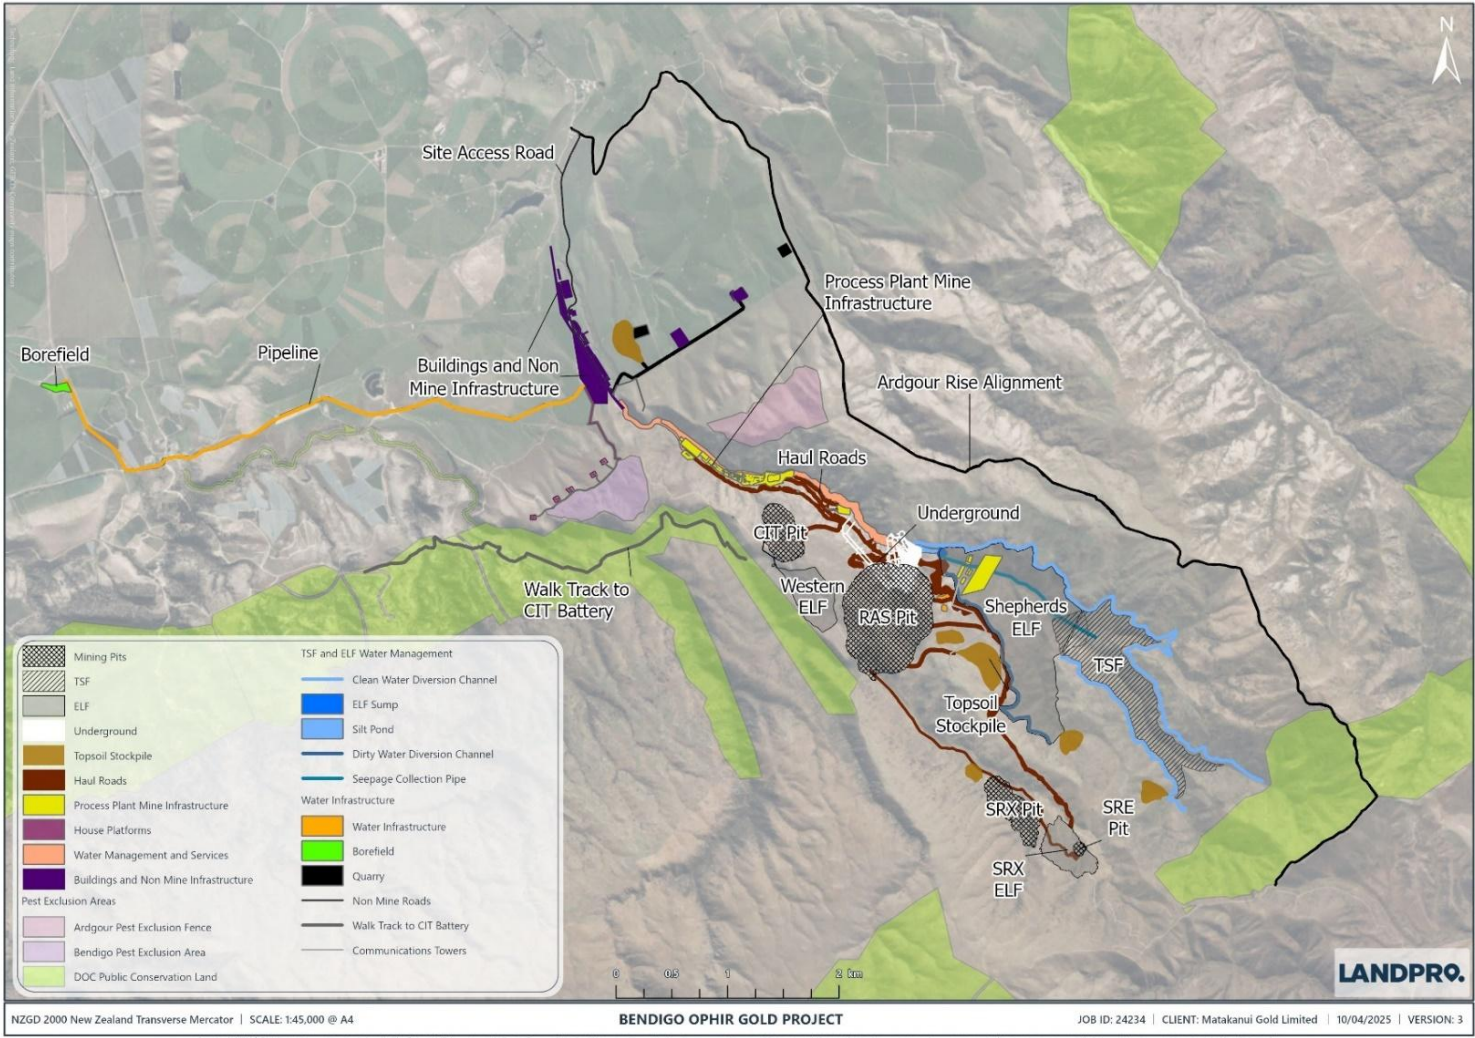 N
Site Access Road
Process Plant Mine
Infrastructure
Borefield
Pipeline
Buildings and Non
Mine Infrastructure
Ardgour Rise Alignment
Haul Roads
Underground
CIT Pit
Walk Track to
CIT Battery
Western
ELF
RAS Pit
Shepherds
ELF
TSF
Topsoil
Stockpile
SRX Pit
SRE
Pit
SRX
ELF
Mining Pits
TSF
ELF
Underground
Topsoil Stockpile
Haul Roads
Process Plant Mine Infrastructure
House Platforms
Water Management and Services
Buildings and Non Mine Infrastructure
Pest Exclusion Areas
Ardgour Pest Exclusion Fence
Bendigo Pest Exclusion Area
DOC Public Conservation Land
TSF and ELF Water Management
Clean Water Diversion Channel
ELF Sump
Silt Pond
Dirty Water Diversion Channel
Seepage Collection Pipe
Water Infrastructure
Water Infrastructure
Borefield
Quarry
Non Mine Roads
Walk Track to CIT Battery
Communications Towers
0 0.5 1 2 km
LANDPRO.
NZGD 2000 New Zealand Transverse Mercator | SCALE: 1:45,000 @ A4
BENDIGO OPHIR GOLD PROJECT
JOB ID: 24234 | CLIENT: Matakanui Gold Limited | 10/04/2025 | VERSION: 3